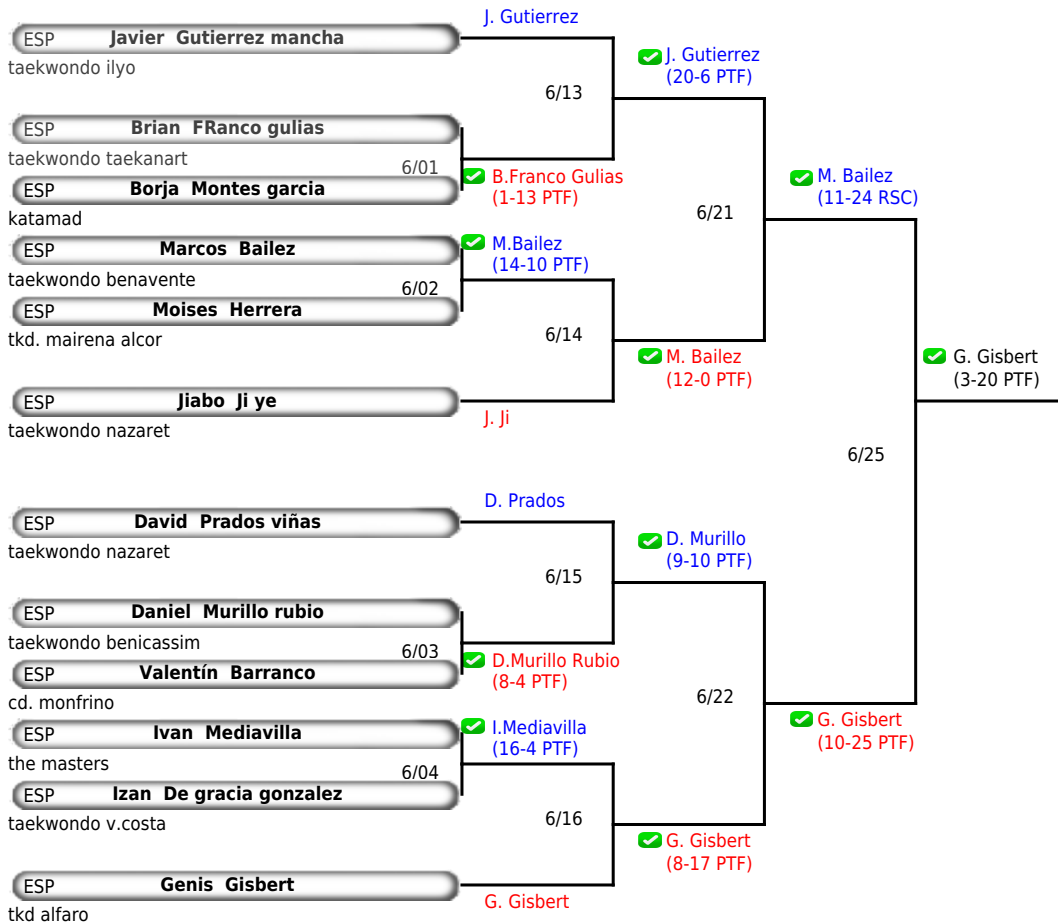 J. Gutierrez
ESP Javier Gutierrez mancha
taekwondo ilyo
J. Gutierrez
(20-6 PTF)
6/13
ESP Brian FRanco gulias
taekwondo taekanart
6/01
B.Franco Gulias
(1-13 PTF)
ESP Borja Montes garcia
katamad
M. Bailez
(11-24 RSC)
6/21
ESP Marcos Bailez
taekwondo benavente
M.Bailez
(14-10 PTF)
6/02
ESP Moises Herrera
tkd. mairena alcor
6/14
M. Bailez
(12-0 PTF)
G. Gisbert
(3-20 PTF)
ESP Jiabo Ji ye
taekwondo nazaret
J. Ji
6/25
D. Prados
ESP David Prados viñas
taekwondo nazaret
D. Murillo
(9-10 PTF)
6/15
ESP Daniel Murillo rubio
taekwondo benicassim
6/03
D.Murillo Rubio
(8-4 PTF)
ESP Valentín Barranco
cd. monfrino
6/22
G. Gisbert
(10-25 PTF)
ESP Ivan Mediavilla
the masters
I.Mediavilla
(16-4 PTF)
6/04
ESP Izan De gracia gonzalez
taekwondo v.costa
6/16
G. Gisbert
(8-17 PTF)
ESP Genis Gisbert
tkd alfaro
G. Gisbert